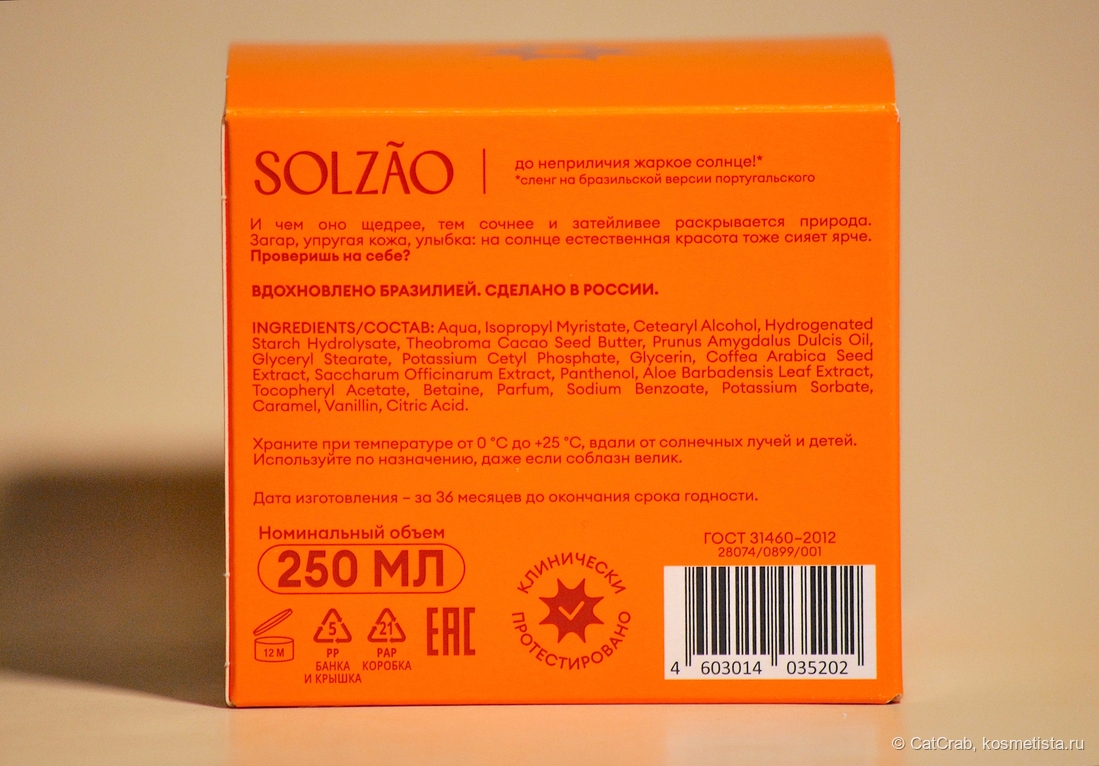 SOLZÃO
до неприличия жаркое солнце!*
*сленг на бразильской версии португальского
И чем оно щедрее, тем сочнее и затейливее раскрывается природа.
Загар, упругая кожа, улыбка: на солнце естественная красота тоже сияет ярче.
Проверишь на себе?
ВДОХНОВЛЕНО БРАЗИЛИЕЙ. СДЕЛАНО В РОССИИ.
INGREDIENTS/СОСТАВ: Aqua, Isopropyl Myristate, Cetearyl Alcohol, Hydrogenated
Starch Hydrolysate, Theobroma Cacao Seed Butter, Prunus Amygdalus Dulcis Oil,
Glyceryl Stearate, Potassium Cetyl Phosphate, Glycerin, Coffea Arabica Seed
Extract, Saccharum Officinarum Extract, Panthenol, Aloe Barbadensis Leaf Extract,
Tocopheryl Acetate, Betaine, Parfum, Sodium Benzoate, Potassium Sorbate,
Caramel, Vanillin, Citric Acid.
Храните при температуре от 0 °C до +25 °C, вдали от солнечных лучей и детей.
Используйте по назначению, даже если соблазн велик.
Дата изготовления – за 36 месяцев до окончания срока годности.
Номинальный объем
250 МЛ
12 M
5
PP
БАНКА
И КРЫШКА
21
PAP
КОРОБКА
EAC
КЛИНИЧЕСКИ
ПРОТЕСТИРОВАНО
ГОСТ 31460-2012
28074/0899/001
4 603014 035202
© CatCrab, kosmetista.ru